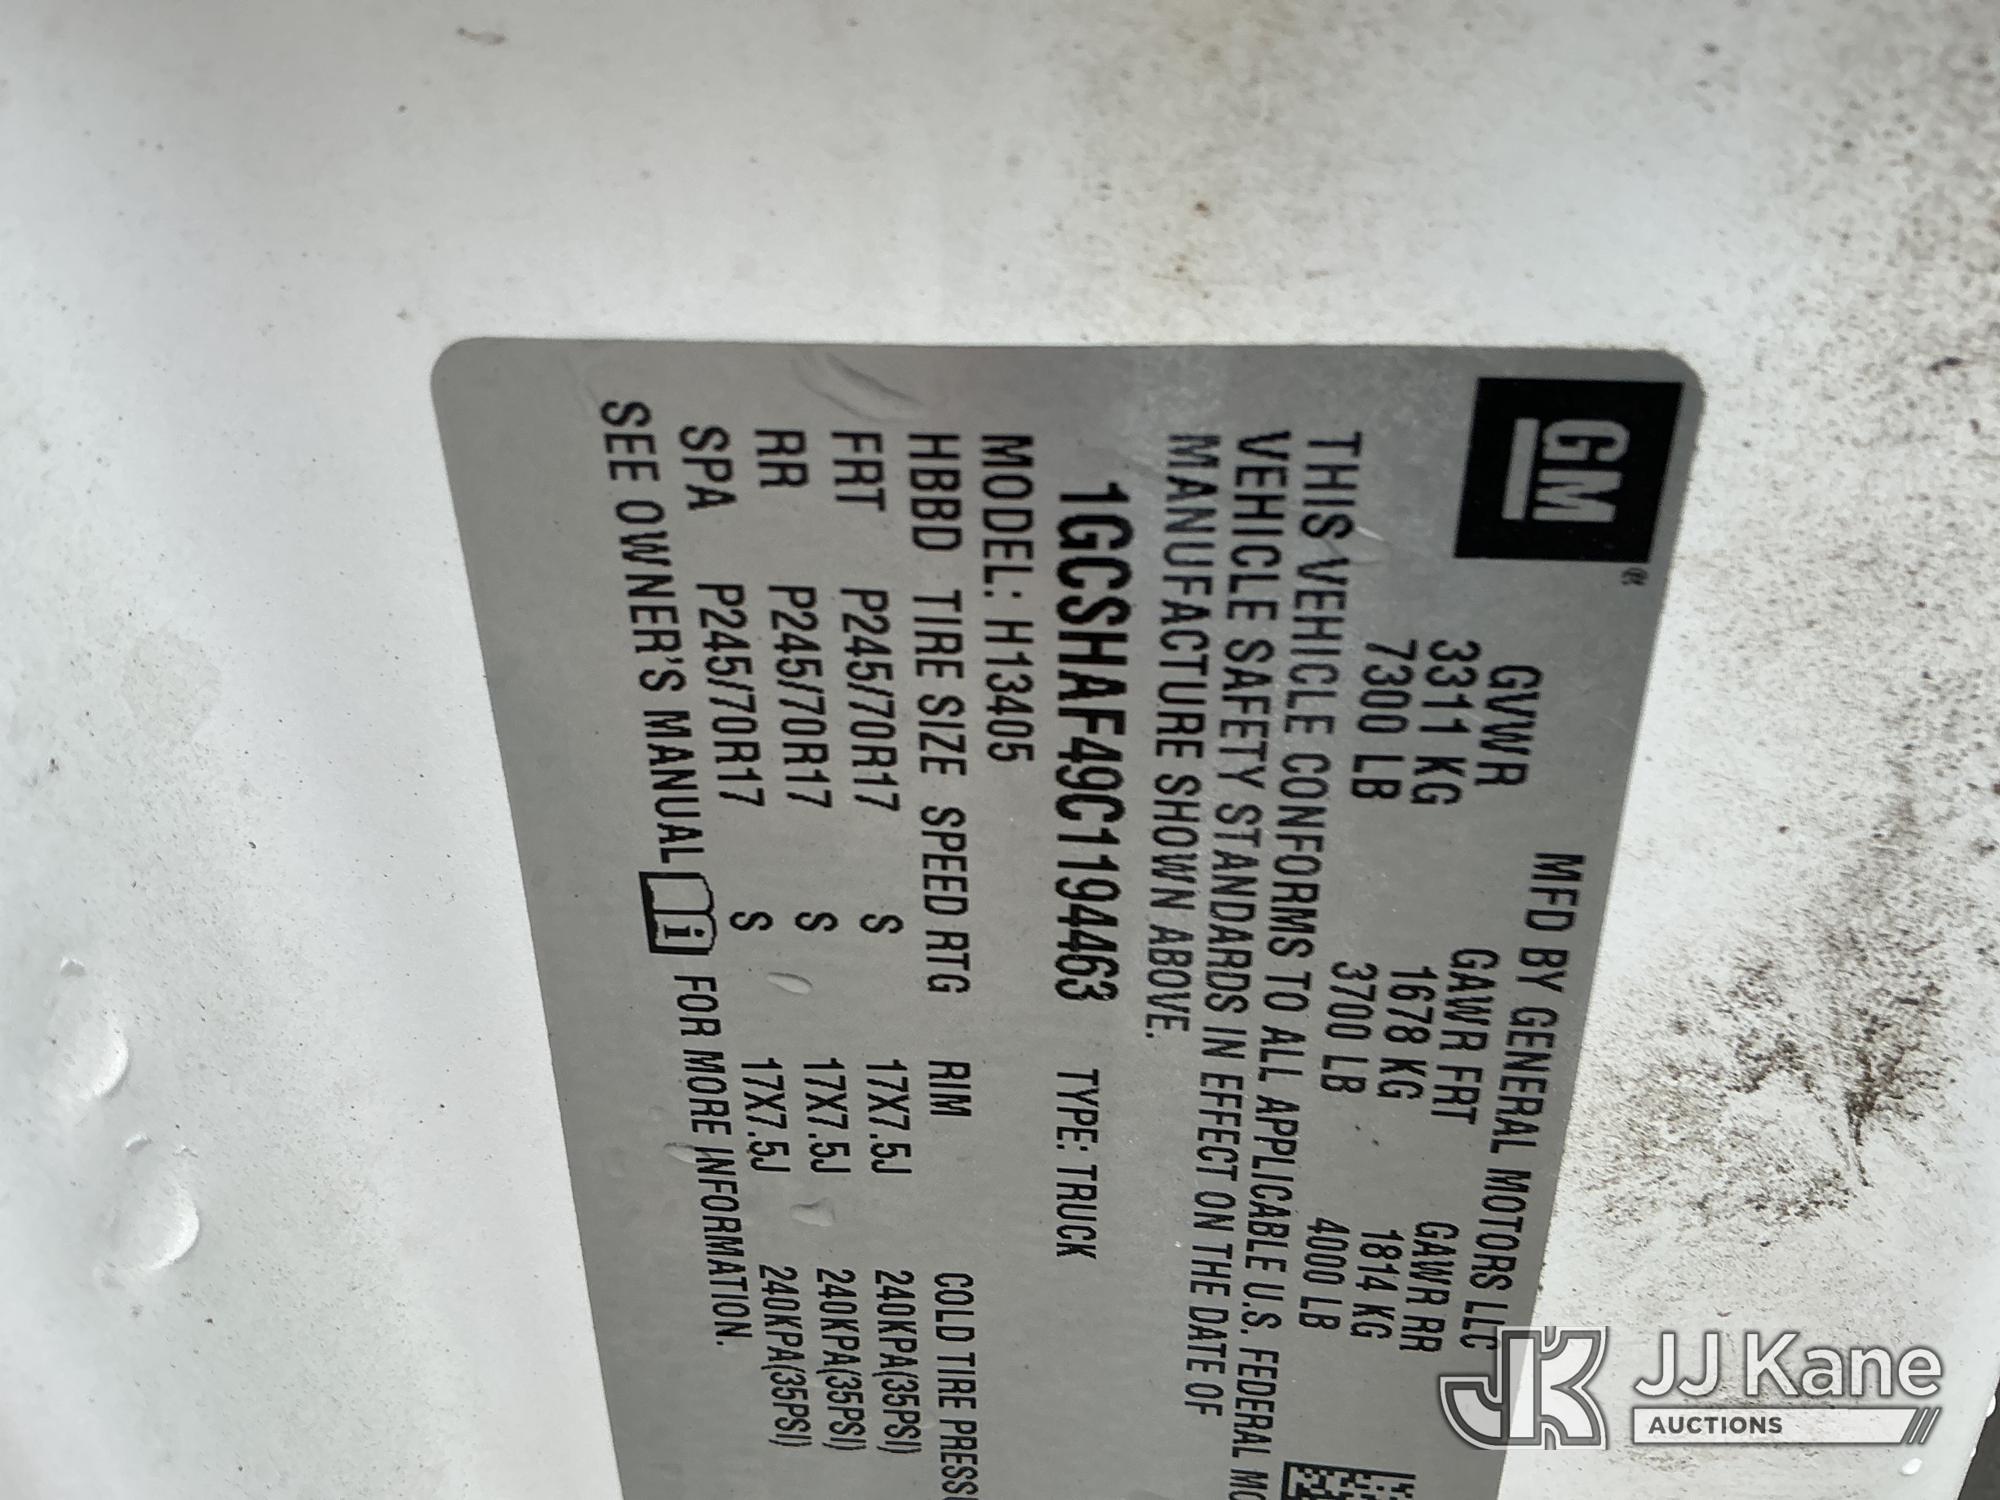 GM®
MFD BY GENERAL MOTORS LLC
GVWR GAWR FRT GAWR RR
3311 KG 1678 KG 1814 KG
7300 LB 3700 LB 4000 LB
THIS VEHICLE CONFORMS TO ALL APPLICABLE U.S. FEDERAL
VEHICLE SAFETY STANDARDS IN EFFECT ON THE DATE OF
MANUFACTURE SHOWN ABOVE.
1GCSHAF49C1194463 TYPE: TRUCK
MODEL: H13405
HBBD TIRE SIZE SPEED RTG RIM COLD TIRE
FRT P245/70R17 S 17X7.5J 240KPA(35PSI)
RR P245/70R17 S 17X7.5J 240KPA(35PSI)
SPA P245/70R17 S 17X7.5J 240KPA(35PSI)
SEE OWNER'S MANUAL i FOR MORE INFORMATION.
JK JJ Kane
AUCTIONS